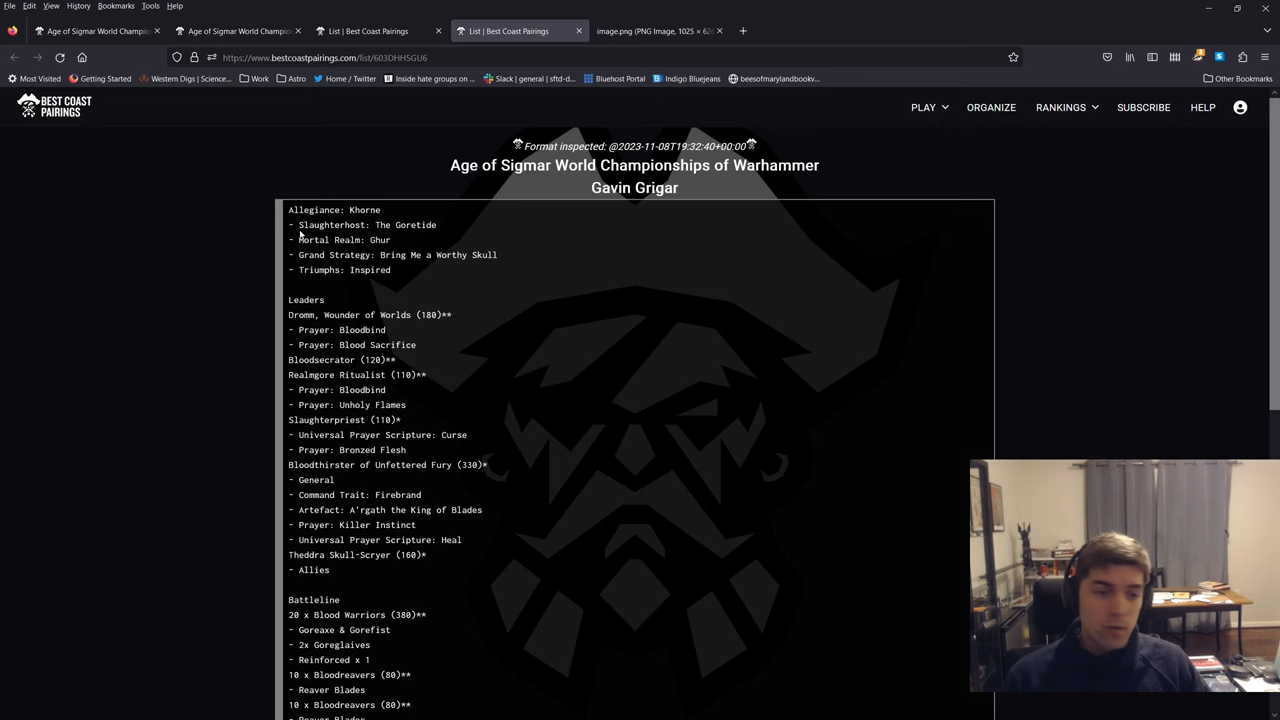 File Edit View History Bookmarks Tools Help
Age of Sigmar World Champion
Age of Sigmar World Champion
List | Best Coast Pairings
List | Best Coast Pairings
image.png (PNG Image, 1025 × 62
https://www.bestcoastpairings.com/list/603DHH5GU6
Most Visited Getting Started Western Digs | Science... Work Astro Home / Twitter Inside hate groups on ... Slack | general | sftd-d... Bluehost Portal Indigo Bluejeans beesofmarylandbookv... Other Bookmarks
BEST COAST PAIRINGS
PLAY ORGANIZE RANKINGS SUBSCRIBE HELP
Format inspected: @2023-11-08T19:32:40+00:00
Age of Sigmar World Championships of Warhammer
Gavin Grigar
Allegiance: Khorne
- Slaughterhost: The Goretide
- Mortal Realm: Ghur
- Grand Strategy: Bring Me a Worthy Skull
- Triumphs: Inspired
Leaders
Dromm, Wounder of Worlds (180)**
- Prayer: Bloodbind
- Prayer: Blood Sacrifice
Bloodsecrator (120)**
Realmgore Ritualist (110)**
- Prayer: Bloodbind
- Prayer: Unholy Flames
Slaughterpriest (110)*
- Universal Prayer Scripture: Curse
- Prayer: Bronzed Flesh
Bloodthirster of Unfettered Fury (330)*
- General
- Command Trait: Firebrand
- Artefact: A'rgath the King of Blades
- Prayer: Killer Instinct
- Universal Prayer Scripture: Heal
Theddra Skull-Scryer (160)*
- Allies
Battleline
20 x Blood Warriors (380)**
- Goreaxe & Gorefist
- 2x Goreglaives
- Reinforced x 1
10 x Bloodreavers (80)**
- Reaver Blades
10 x Bloodreavers (80)**
- Reaver Blades